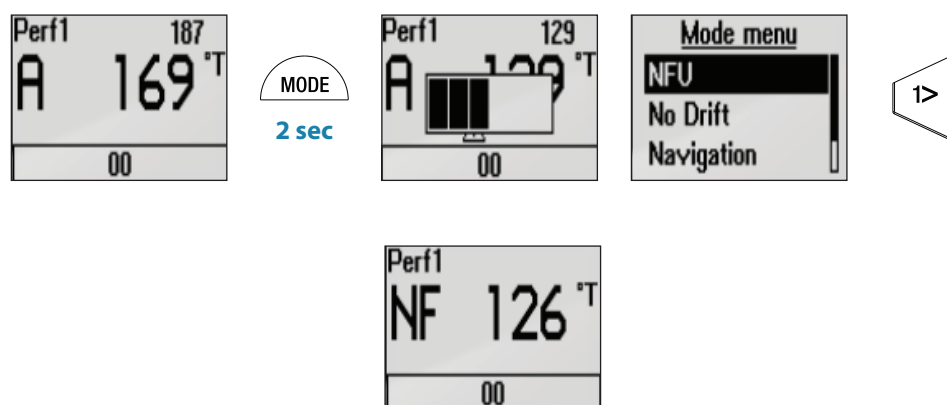 Perf1 187
A 169 °T
00
MODE
2 sec
Perf1 129
A 129 °T
00
Mode menu
NFU
No Drift
Navigation
1>
Perf1
NF 126 °T
00